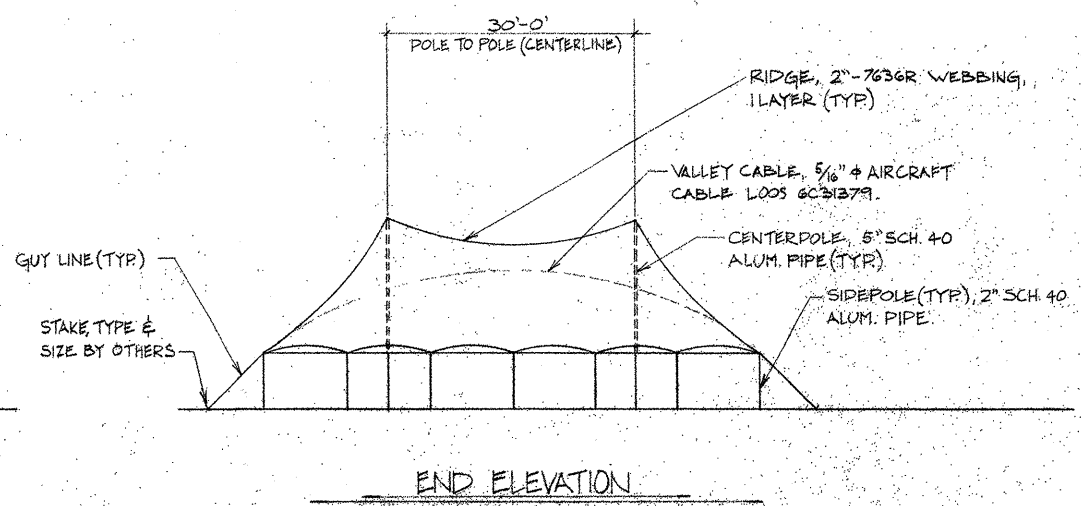 30'-0'
POLE TO POLE (CENTERLINE)
RIDGE, 2"-7636R WEBBING,
1 LAYER (TYP.)
VALLEY CABLE, 5/16" ϕ AIRCRAFT
CABLE LOOS 6C31379.
CENTERPOLE, 5" SCH. 40
ALUM. PIPE (TYP.)
GUY LINE (TYP.)
SIDEPOLE (TYP.), 2" SCH. 40
ALUM. PIPE.
STAKE, TYPE &
SIZE BY OTHERS
END ELEVATION